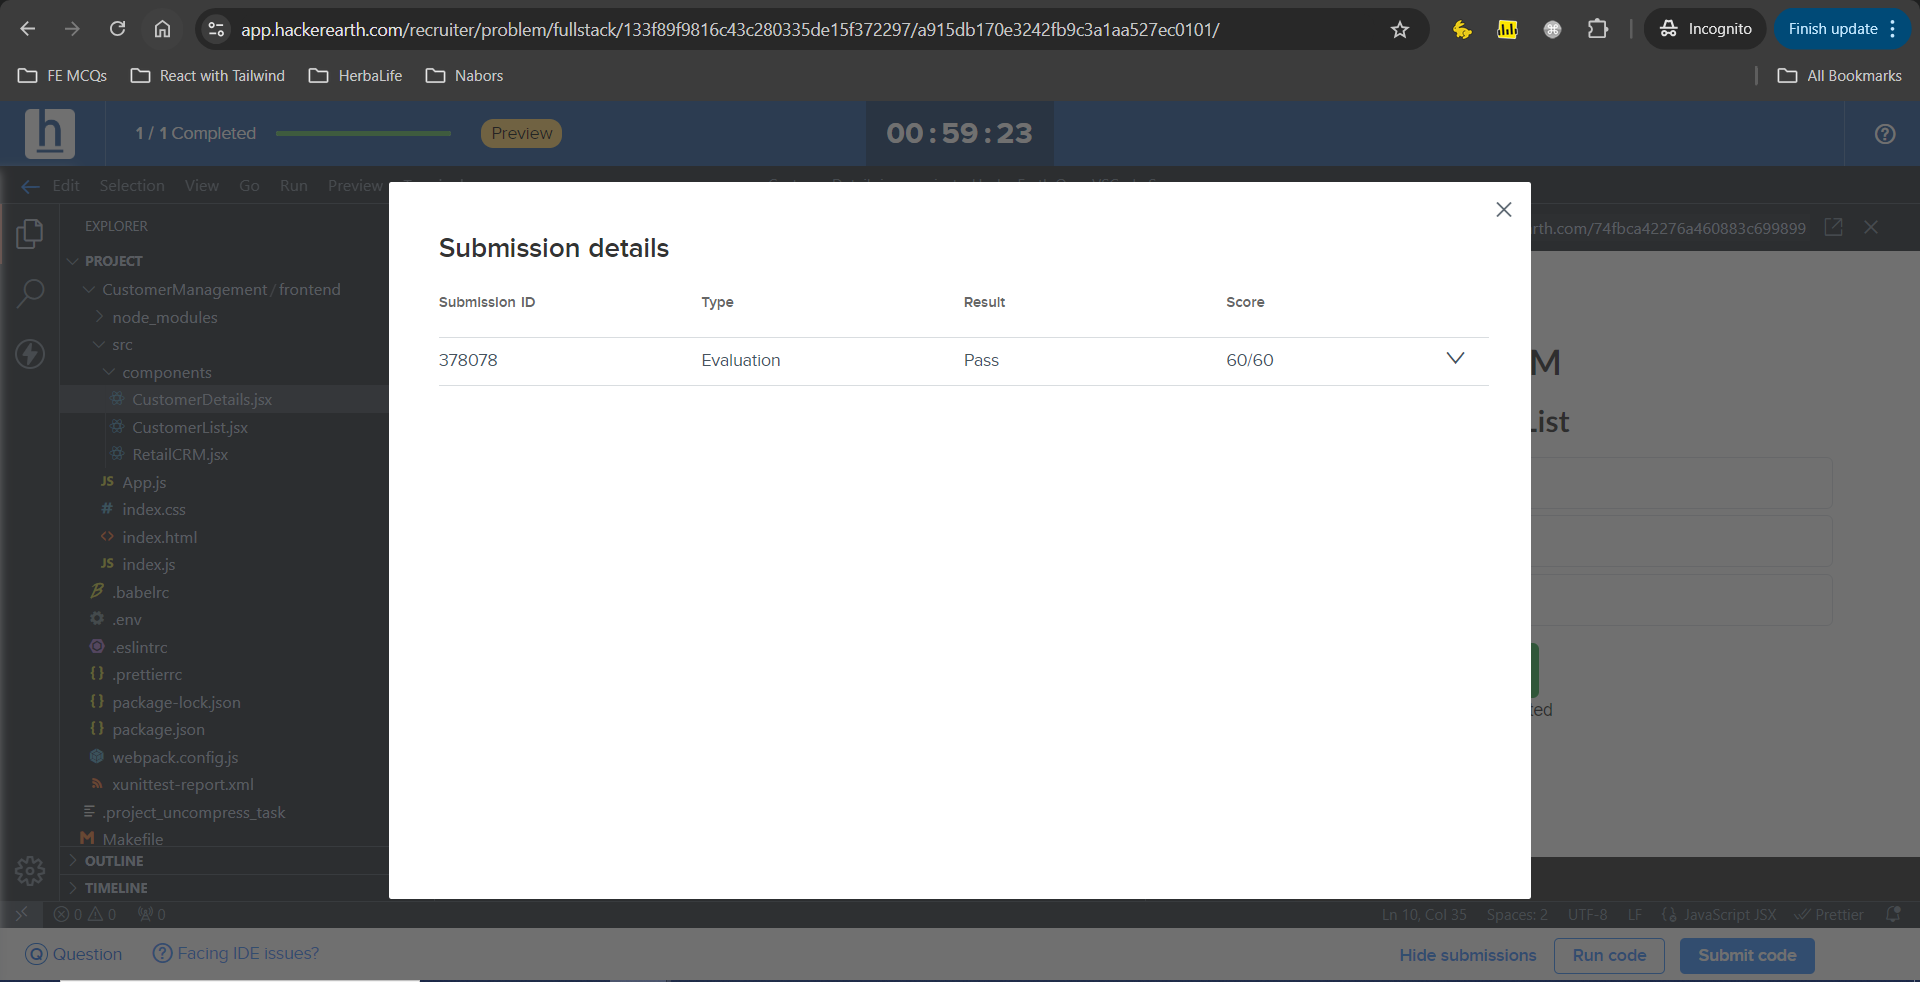 app.hackerearth.com/recruiter/problem/fullstack/133f89f9816c43c280335de15f372297/a915db170e3242fb9c3a1aa527ec0101/
Incognito
Finish update
FE MCQs
React with Tailwind
HerbaLife
Nabors
All Bookmarks
h
1 / 1 Completed
Preview
00 : 59 : 23
Edit Selection View Go Run Preview
EXPLORER
rth.com/74fbca42276a460883c699899
PROJECT
CustomerManagement / frontend
node_modules
src
components
CustomerDetails.jsx
CustomerList.jsx
RetailCRM.jsx
JS App.js
# index.css
<> index.html
JS index.js
.babelrc
.env
.eslintrc
.prettierrc
{} package-lock.json
{} package.json
webpack.config.js
xunittest-report.xml
.project_uncompress_task
M Makefile
OUTLINE
TIMELINE
Submission details
Submission ID Type Result Score
378078 Evaluation Pass 60/60
M
List
ted
0 0 0
Ln 10, Col 35 Spaces: 2 UTF-8 LF {} JavaScript JSX Prettier
Question
Facing IDE issues?
Hide submissions
Run code
Submit code